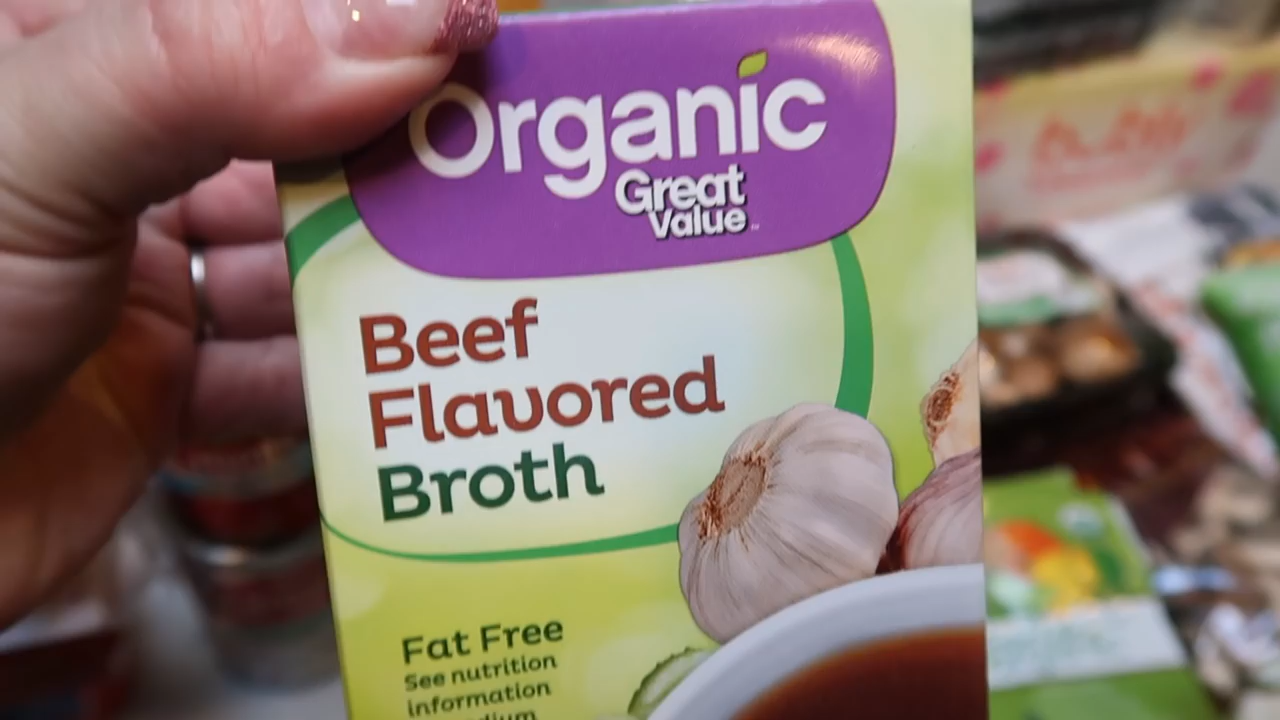 Organic
Great
Value
Beef
Flavored
Broth
Fat Free
See nutrition
information